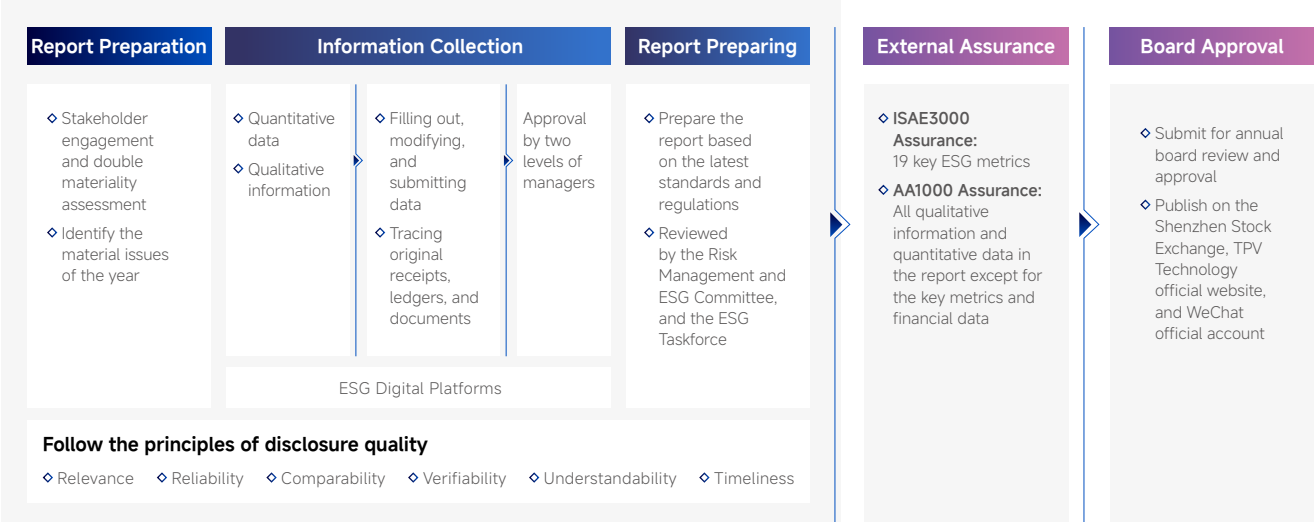 Report Preparation
Stakeholder
engagement
and double
materiality
assessment
Identify the
material issues
of the year
Information Collection
Quantitative
data
Qualitative
information
Filling out,
modifying,
and
submitting
data
Tracing
original
receipts,
ledgers, and
documents
Approval
by two
levels of
managers
ESG Digital Platforms
Report Preparing
Prepare the
report based
on the latest
standards and
regulations
Reviewed
by the Risk
Management and
ESG Committee,
and the ESG
Taskforce
Follow the principles of disclosure quality
Relevance Reliability Comparability Verifiability Understandability Timeliness
External Assurance
ISAE3000
Assurance:
19 key ESG metrics
AA1000 Assurance:
All qualitative
information and
quantitative data in
the report except for
the key metrics and
financial data
Board Approval
Submit for annual
board review and
approval
Publish on the
Shenzhen Stock
Exchange, TPV
Technology
official website,
and WeChat
official account